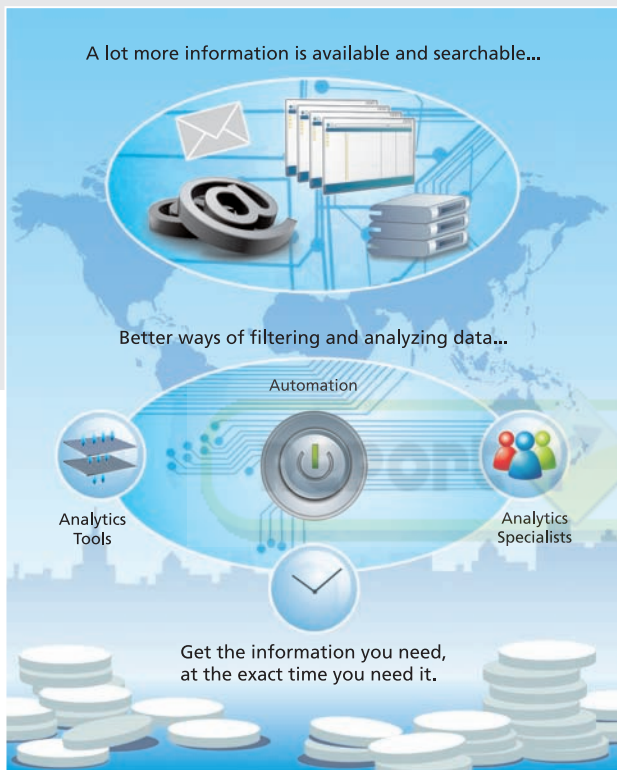 A lot more information is available and searchable...
@
Better ways of filtering and analyzing data...
Automation
Analytics
Tools
Analytics
Specialists
Get the information you need,
at the exact time you need it.